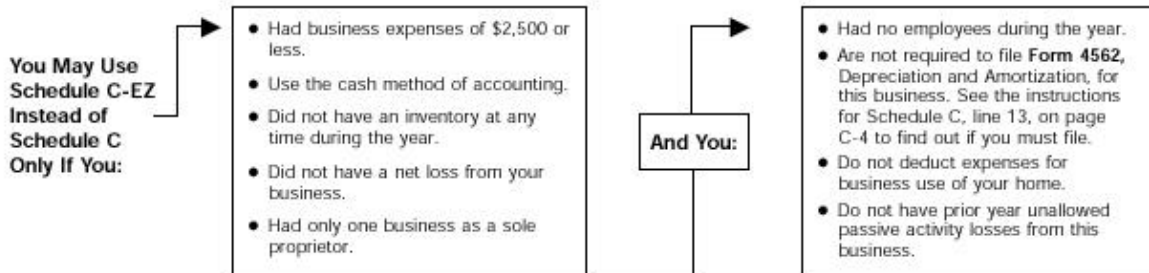 You May Use
Schedule C-EZ
Instead of
Schedule C
Only If You:
● Had business expenses of $2,500 or
less.
● Use the cash method of accounting.
● Did not have an inventory at any
time during the year.
● Did not have a net loss from your
business.
● Had only one business as a sole
proprietor.
And You:
● Had no employees during the year.
● Are not required to file Form 4562,
Depreciation and Amortization, for
this business. See the instructions
for Schedule C, line 13, on page
C-4 to find out if you must file.
● Do not deduct expenses for
business use of your home.
● Do not have prior year unallowed
passive activity losses from this
business.